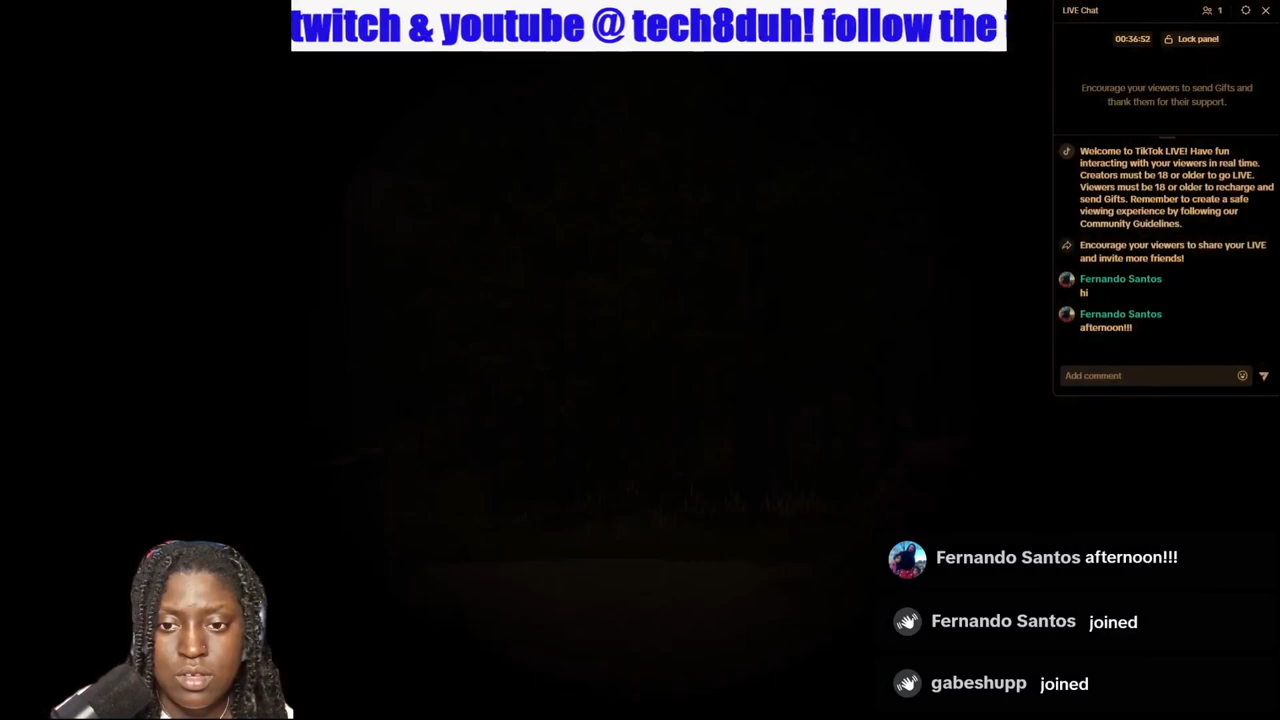 twitch & youtube @ tech8duh! follow the
LIVE Chat
1
00:36:52
Lock panel
Encourage your viewers to send Gifts and
thank them for their support.
Welcome to TikTok LIVE! Have fun
interacting with your viewers in real time.
Creators must be 18 or older to go LIVE.
Viewers must be 18 or older to recharge and
send Gifts. Remember to create a safe
viewing experience by following our
Community Guidelines.
Encourage your viewers to share your LIVE
and invite more friends!
Fernando Santos
hi
Fernando Santos
afternoon!!!
Add comment
Fernando Santos afternoon!!!
Fernando Santos joined
gabeshupp joined